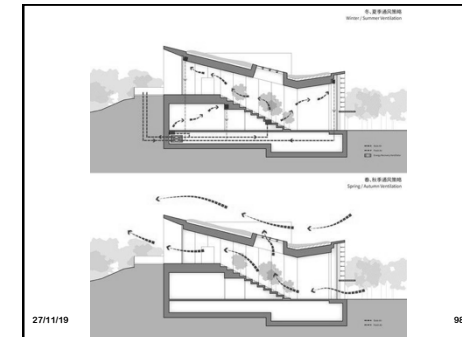 冬、夏季通风策略
Winter / Summer Ventilation
春、秋季通风策略
Spring / Autumn Ventilation
27/11/19
98